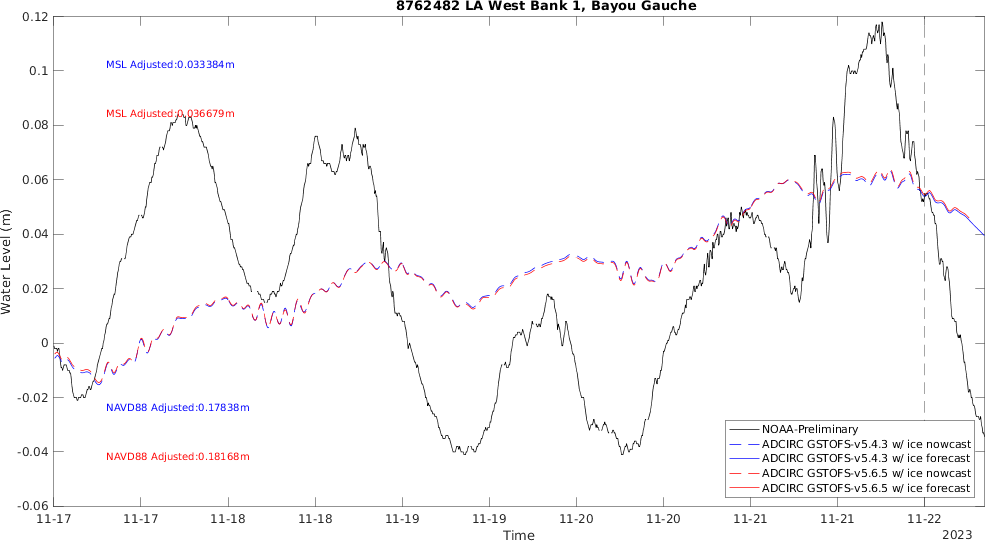 8762482 LA West Bank 1, Bayou Gauche
0.12
0.1
0.08
0.06
0.04
0.02
0
-0.02
-0.04
-0.06
Water Level (m)
MSL Adjusted:0.033384m
MSL Adjusted:0.036679m
NAVD88 Adjusted:0.17838m
NAVD88 Adjusted:0.18168m
NOAA-Preliminary
ADCIRC GSTOFS-v5.4.3 w/ ice nowcast
ADCIRC GSTOFS-v5.4.3 w/ ice forecast
ADCIRC GSTOFS-v5.6.5 w/ ice nowcast
ADCIRC GSTOFS-v5.6.5 w/ ice forecast
11-17 11-17 11-18 11-18 11-19 11-19 11-20 11-20 11-21 11-21 11-22
Time
2023